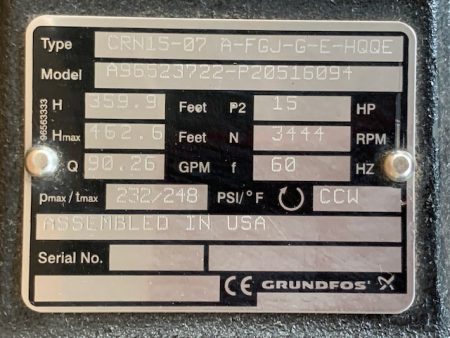 Type CRN15-07 A-FGJ-G-E-HQQE
Model A96523722-P20516094
H 359.9 Feet P2 15 HP
Hmax 462.6 Feet N 3444 RPM
Q 90.26 GPM f 60 HZ
pmax / tmax 232/248 PSI/°F CCW
ASSEMBLED IN USA
Serial No.
CE GRUNDFOS
96563333